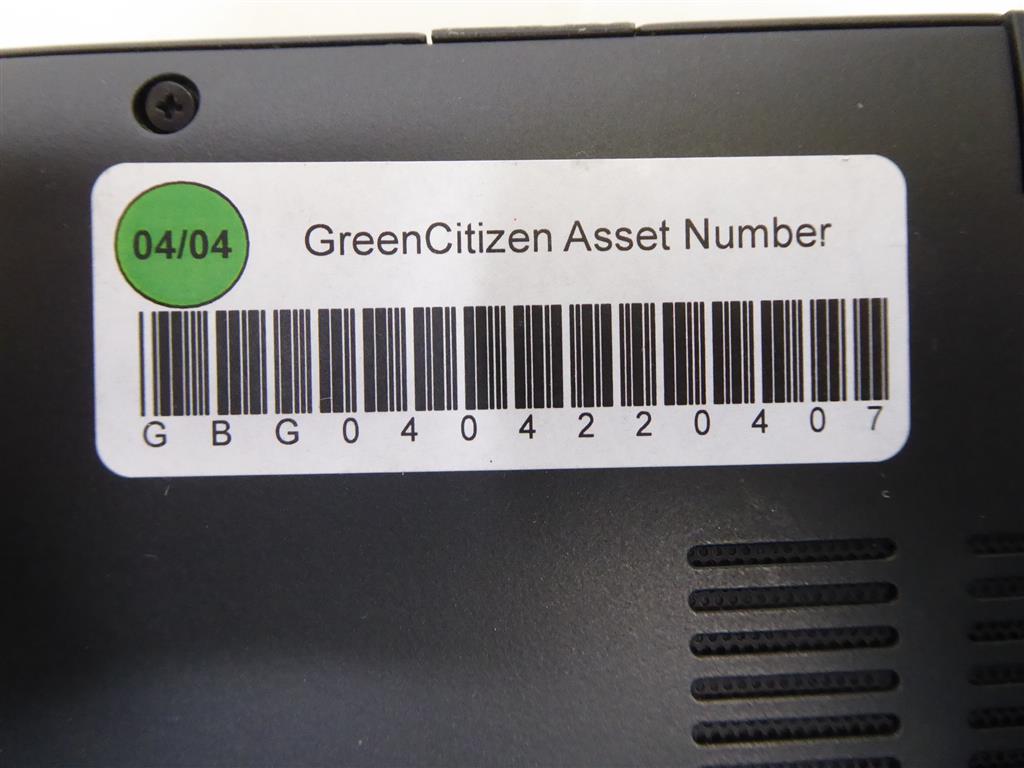 04/04
GreenCitizen Asset Number
G B G 0 4 0 4 2 2 0 4 0 7